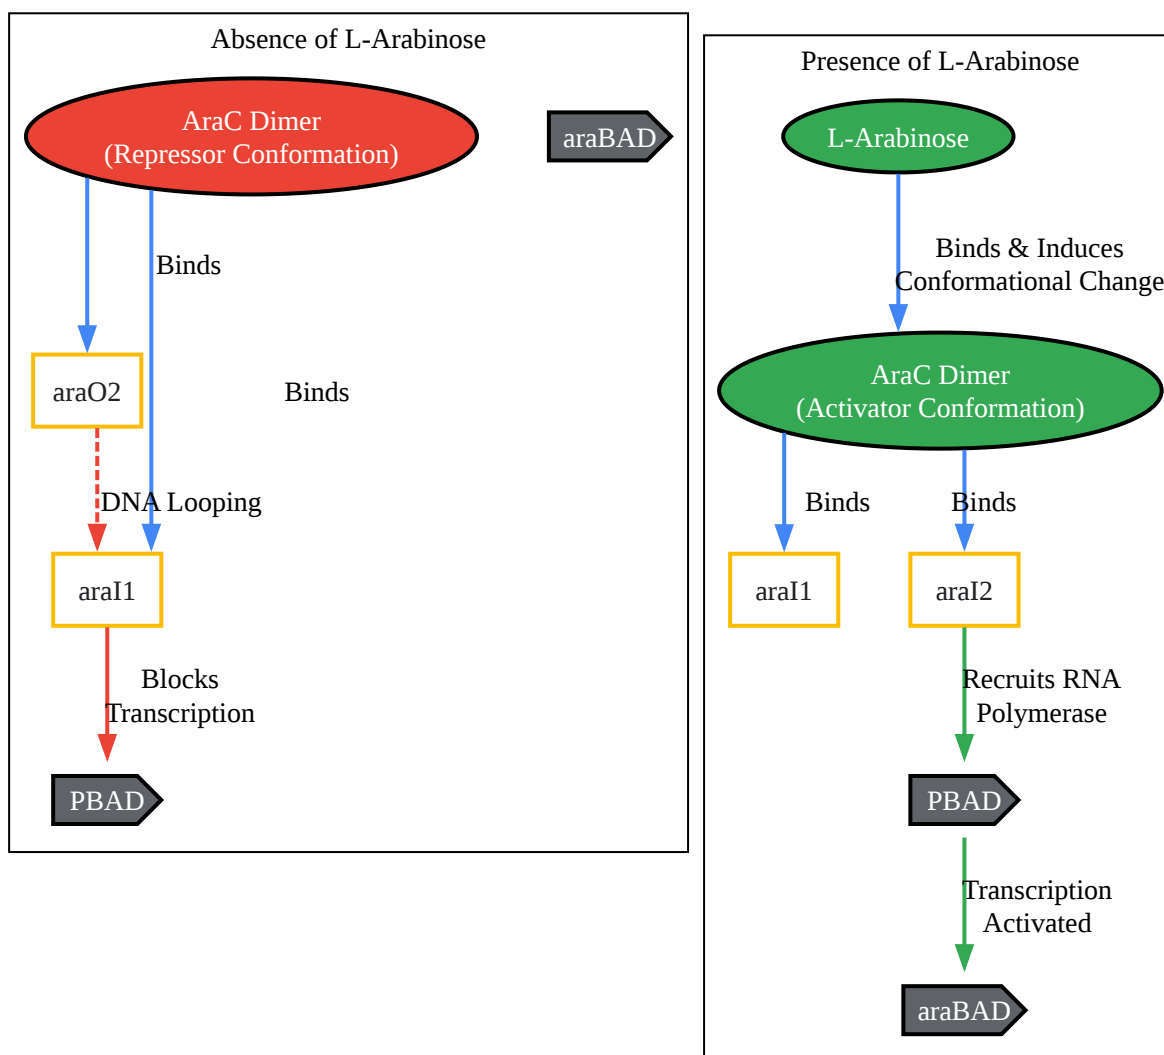 Absence of L-Arabinose
AraC Dimer
(Repressor Conformation)
araBAD
Binds
araO2
Binds
DNA Looping
araI1
Blocks
Transcription
PBAD
Presence of L-Arabinose
L-Arabinose
Binds & Induces
Conformational Change
AraC Dimer
(Activator Conformation)
Binds
Binds
araI1
araI2
Recruits RNA
Polymerase
PBAD
Transcription
Activated
araBAD